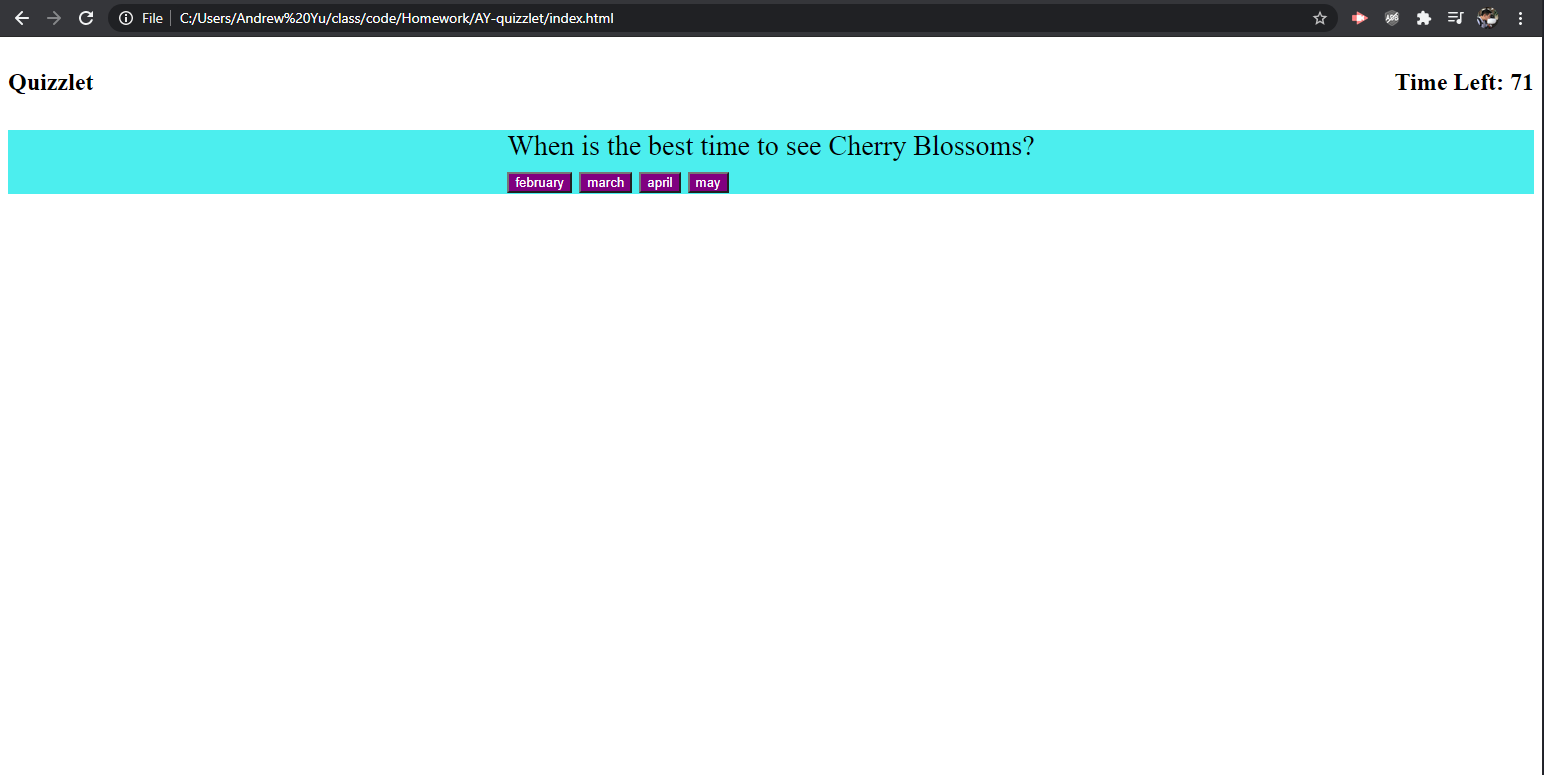 File C:/Users/Andrew%20Yu/class/code/Homework/AY-quizzlet/index.html
Quizzlet Time Left: 71
When is the best time to see Cherry Blossoms?
february march april may